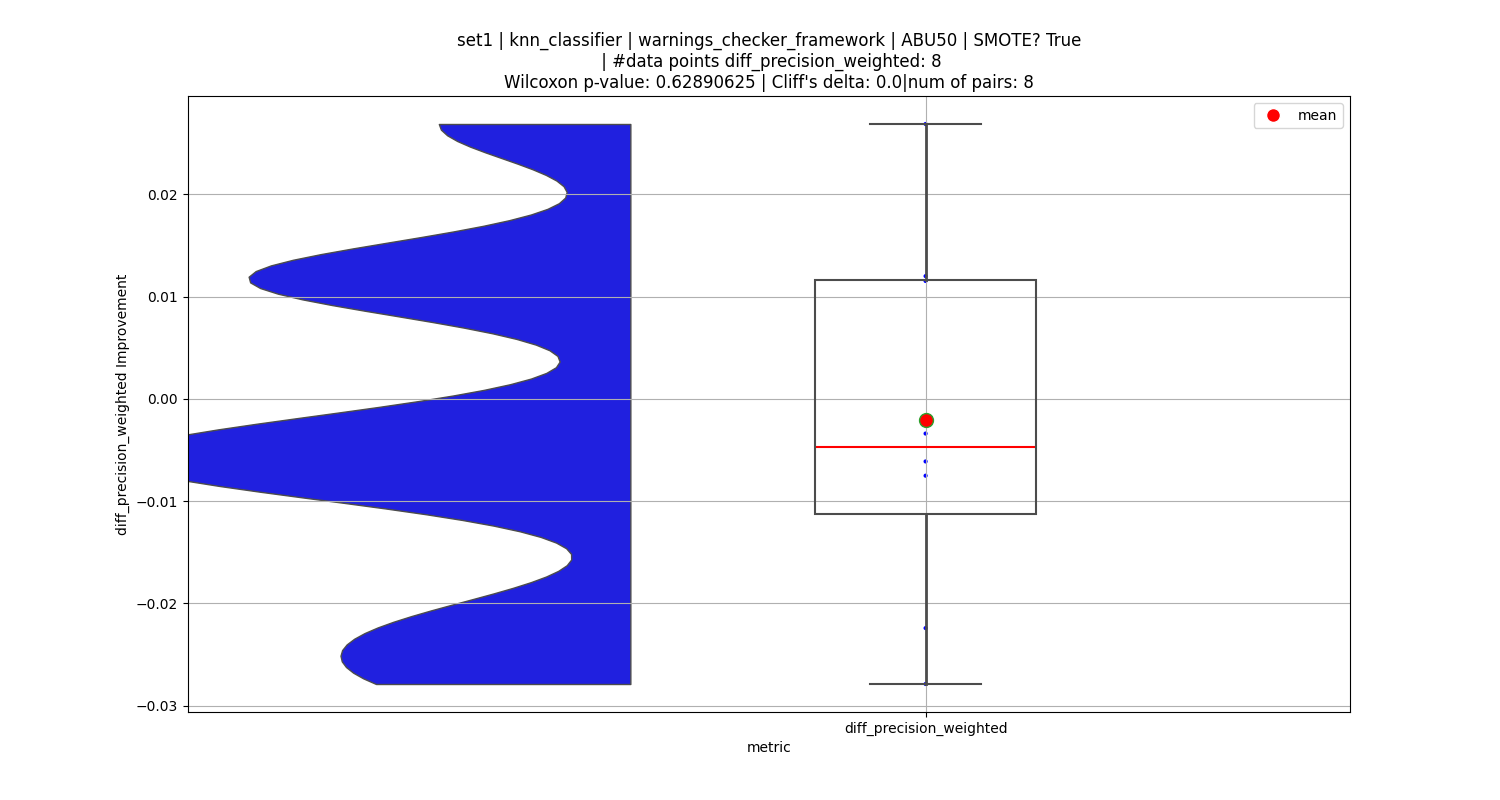 set1 | knn_classifier | warnings_checker_framework | ABU50 | SMOTE? True
| #data points diff_precision_weighted: 8
Wilcoxon p-value: 0.62890625 | Cliff's delta: 0.0|num of pairs: 8
mean
0.02
0.01
0.00
−0.01
−0.02
−0.03
diff_precision_weighted Improvement
diff_precision_weighted
metric